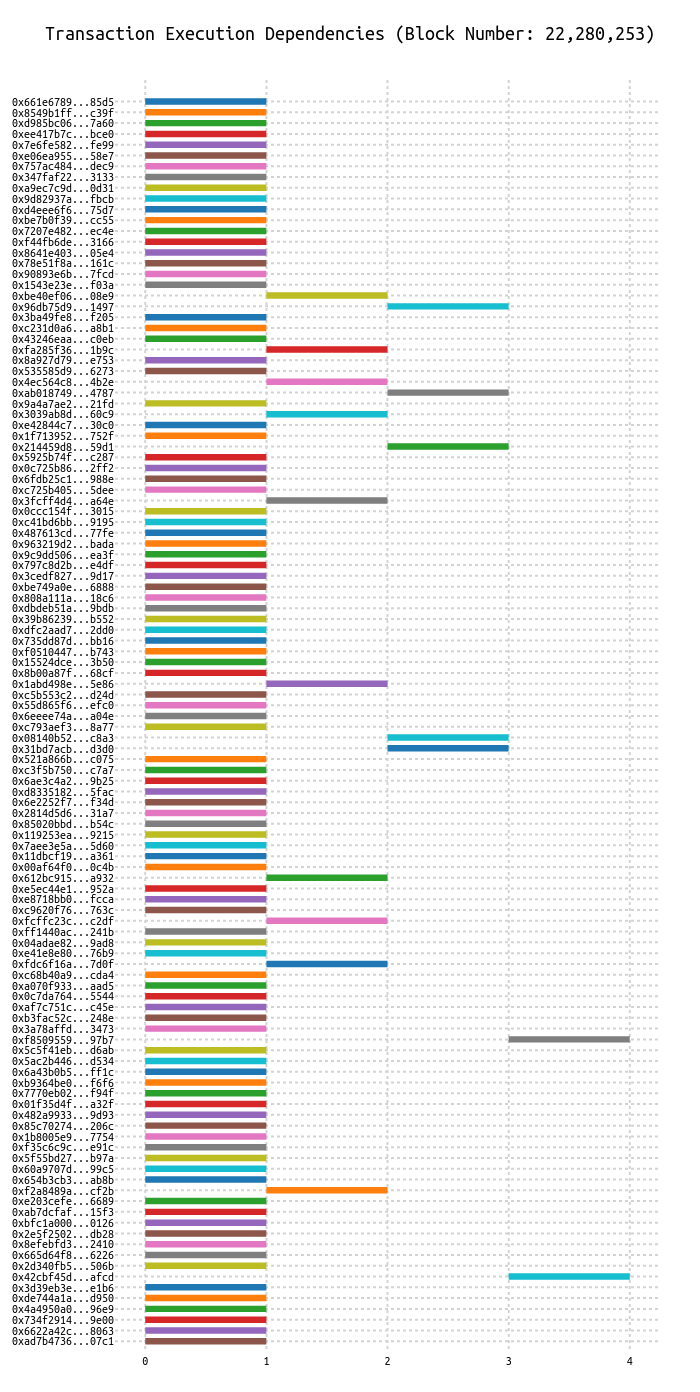 Transaction Execution Dependencies (Block Number: 22,280,253)
0x661e6789...85d5
0x8549b1ff...c39f
0xd985bc06...7a60
0xee417b7c...bce0
0x7e6fe582...fe99
0xe06ea955...58e7
0x757ac484...dec9
0x347faf22...3133
0xa9ec7c9d...0d31
0x9d82937a...fbcb
0xd4eee6f6...75d7
0xbe7b0f39...cc55
0x7207e482...ec4e
0xf44fb6de...3166
0x8641e403...05e4
0x78e51f8a...161c
0x90893e6b...7fcd
0x1543e23e...f03a
0xbe40ef06...08e9
0x96db75d9...1497
0x3ba49fe8...f205
0xc231d0a6...a8b1
0x43246eaa...c0eb
0xfa285f36...1b9c
0x8a927d79...e753
0x535585d9...6273
0x4ec564c8...4b2e
0xab018749...4787
0x9a4a7ae2...21fd
0x3039ab8d...60c9
0xe42844c7...30c0
0x1f713952...752f
0x214459d8...59d1
0x5925b74f...c287
0x0c725b86...2ff2
0x6fdb25c1...988e
0xc725b405...5dee
0x3fcff4d4...a64e
0x0ccc154f...3015
0xc41bd6bb...9195
0x487613cd...77fe
0x963219d2...bada
0x9c9dd506...ea3f
0x797c8d2b...e4df
0x3cedf827...9d17
0xbe749a0e...6888
0x808a111a...18c6
0xdbdeb51a...9bdb
0x39b86239...b552
0xdfc2aad7...2dd0
0x735dd87d...bb16
0xf0510447...b743
0x15524dce...3b50
0x8b00a87f...68cf
0x1abd498e...5e86
0xc5b553c2...d24d
0x55d865f6...efc0
0x6eeee74a...a04e
0xc793aef3...8a77
0x08140b52...c8a3
0x31bd7acb...d3d0
0x521a866b...c075
0xc3f5b750...c7a7
0x6ae3c4a2...9b25
0xd8335182...5fac
0x6e2252f7...f34d
0x2814d5d6...31a7
0x85020bbd...b54c
0x119253ea...9215
0x7aee3e5a...5d60
0x11dbcf19...a361
0x00af64f0...0c4b
0x612bc915...a932
0xe5ec44e1...952a
0xe8718bb0...fcca
0xc9620f76...763c
0xfcffc23c...c2df
0xff1440ac...241b
0x04adae82...9ad8
0xe41e8e80...76b9
0xfdc6f16a...7d0f
0xc68b40a9...cda4
0xa070f933...aad5
0x0c7da764...5544
0xaf7c751c...c45e
0xb3fac52c...248e
0x3a78affd...3473
0xf8509559...97b7
0x5c5f41eb...d6ab
0x5ac2b446...d534
0x6a43b0b5...ff1c
0xb9364be0...f6f6
0x7770eb02...f94f
0x01f35d4f...a32f
0x482a9933...9d93
0x85c70274...206c
0x1b8005e9...7754
0xf35c6c9c...e91c
0x5f55bd27...b97a
0x60a9707d...99c5
0x654b3cb3...ab8b
0xf2a8489a...cf2b
0xe203cefe...6689
0xab7dcfaf...15f3
0xbfc1a000...0126
0x2e5f2502...db28
0x8efebfd3...2410
0x665d64f8...6226
0x2d340fb5...506b
0x42cbf45d...afcd
0x3d39eb3e...e1b6
0xde744a1a...d950
0x4a4950a0...96e9
0x734f2914...9e00
0x6622a42c...8063
0xad7b4736...07c1
0 1 2 3 4